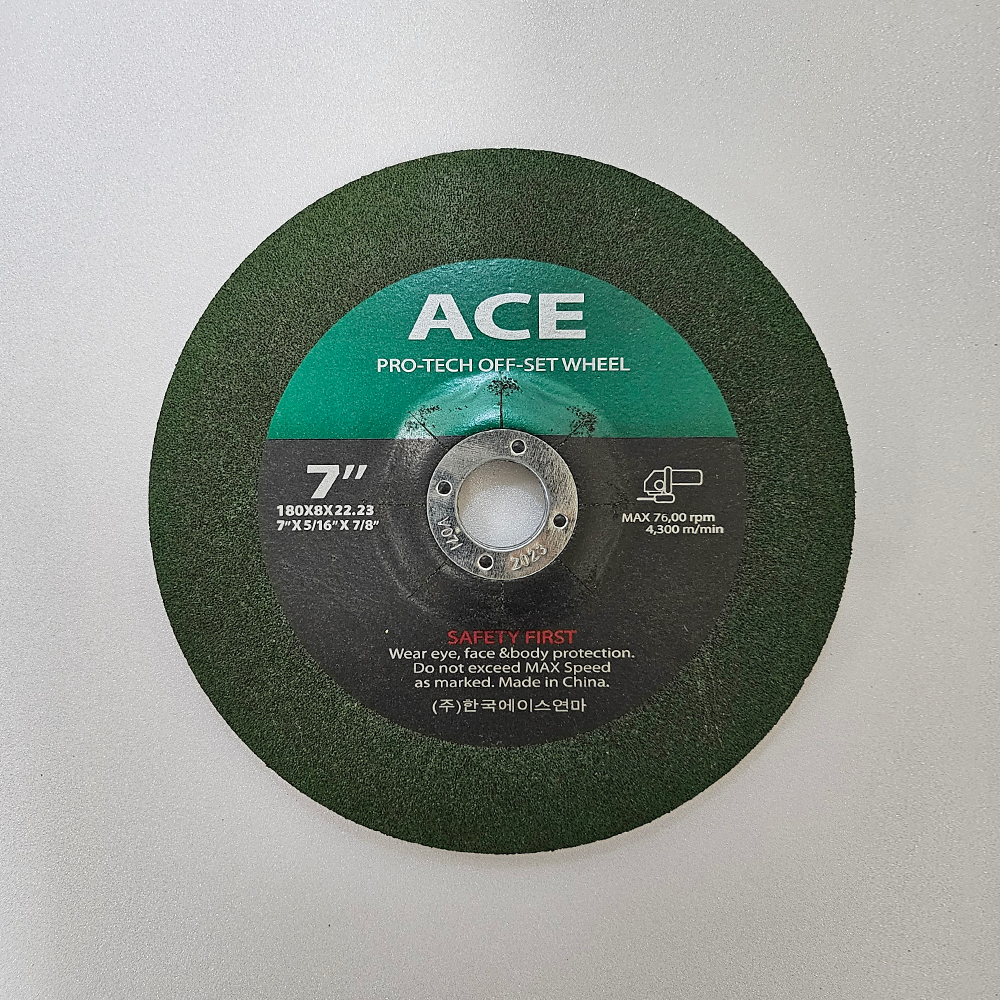 ACE
PRO-TECH OFF-SET WHEEL
7"
180X8X22.23
7"X 5/16"X 7/8"
MAX 76,00 rpm
4,300 m/min
A071
2023
SAFETY FIRST
Wear eye, face &body protection.
Do not exceed MAX Speed
as marked. Made in China.
(주)한국에이스연마